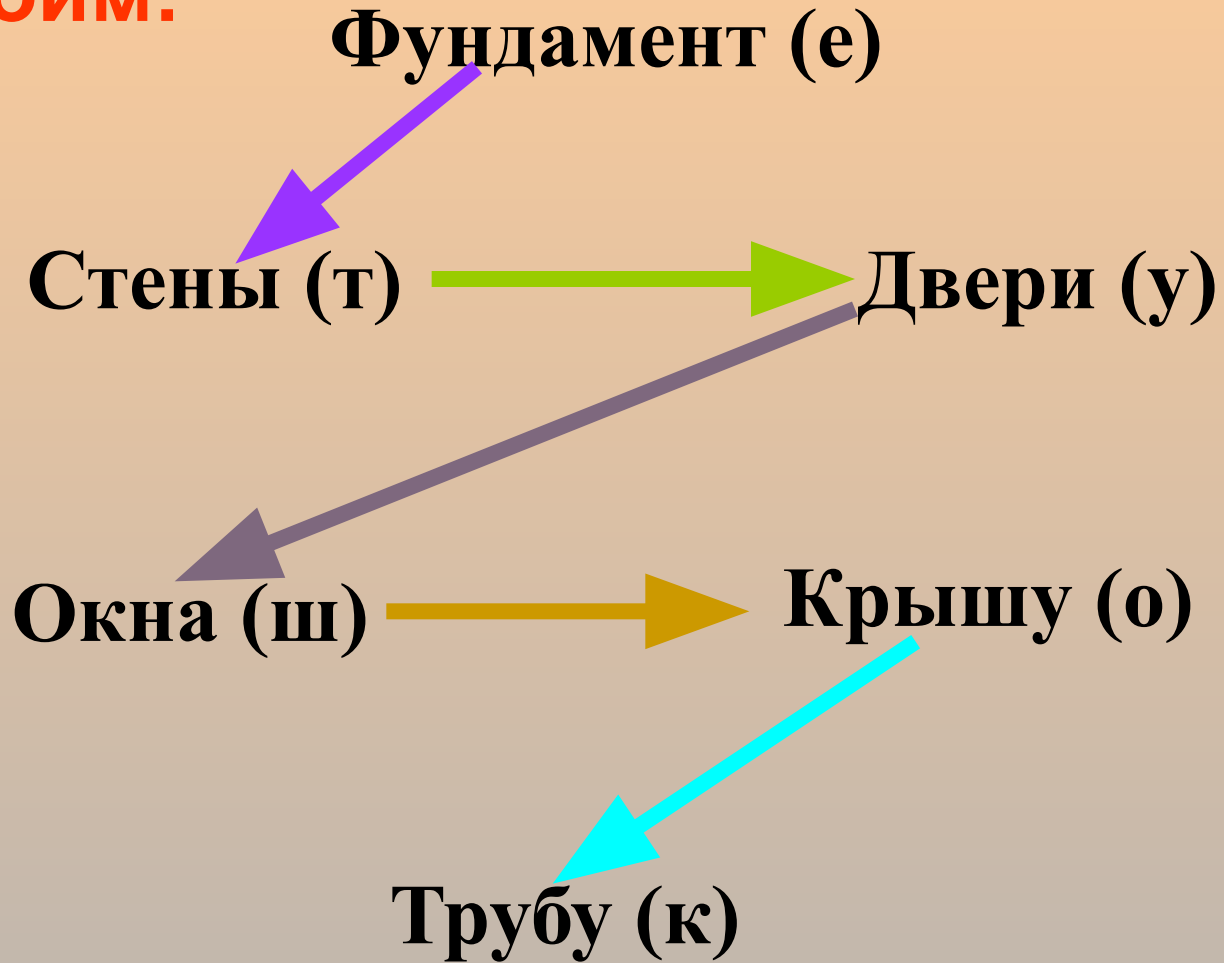 Фундамент (е)
Стены (т)
Двери (у)
Окна (ш)
Крышу (о)
Трубу (к)